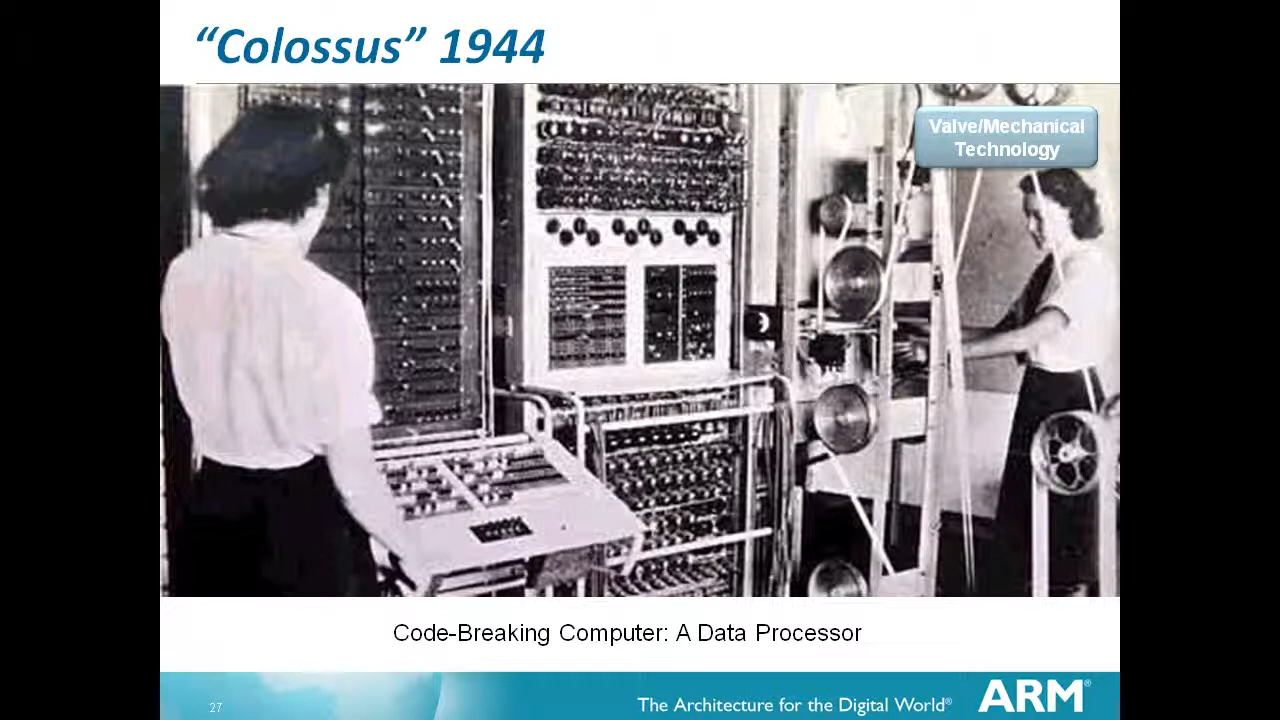 “Colossus” 1944
Valve/Mechanical
Technology
Code-Breaking Computer: A Data Processor
27
The Architecture for the Digital World®
ARM®